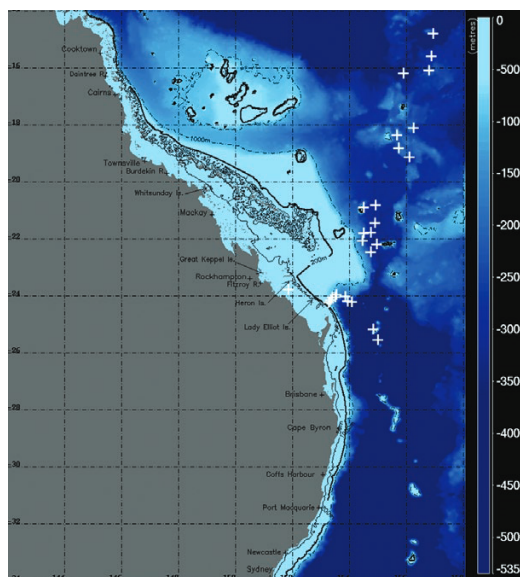 Cooktown
Daintree R.
Cairns
Townsville
Burdekin R.
Whitsunday Is.
Mackay
Great Keppel Is.
Rockhampton
Fitzroy R.
Heron Is.
Lady Elliot Is.
Brisbane
Cape Byron
Coffs Harbour
Port Macquarie
Newcastle
Sydney
1000m
200m
-16
-18
-20
-22
-24
-26
-28
-30
-32
(metres)
0
-500
-100
-150
-200
-250
-300
-350
-400
-450
-500
-535